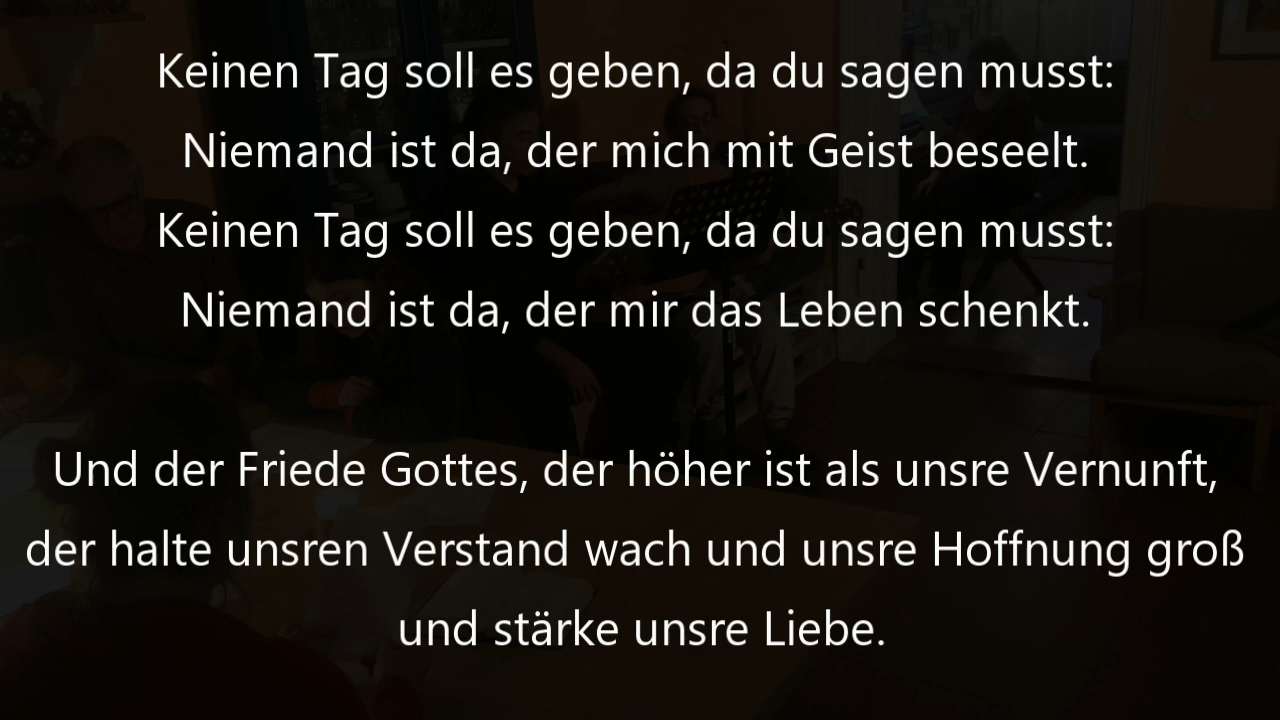 Keinen Tag soll es geben, da du sagen musst:
Niemand ist da, der mich mit Geist beseelt.
Keinen Tag soll es geben, da du sagen musst:
Niemand ist da, der mir das Leben schenkt.
Und der Friede Gottes, der höher ist als unsre Vernunft,
der halte unsren Verstand wach und unsre Hoffnung groß
und stärke unsre Liebe.